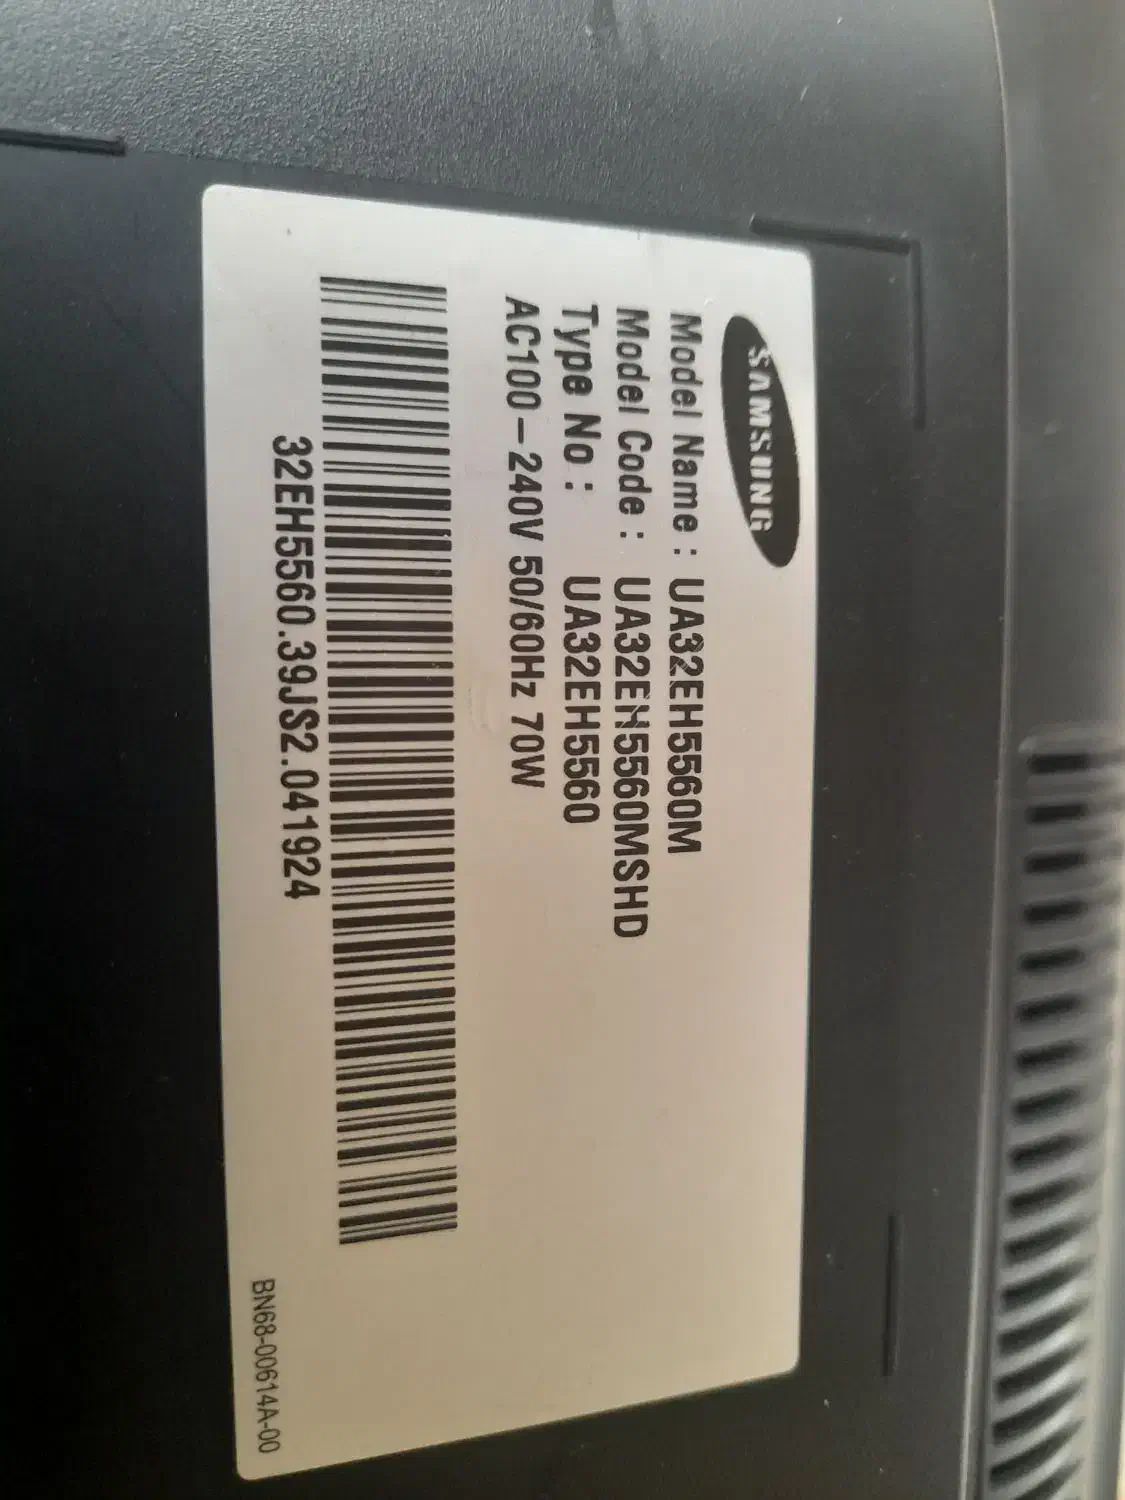 SAMSUNG
Model Name : UA32EH5560M
Model Code : UA32EH5560MSHD
Type No : UA32EH5560
AC100-240V 50/60Hz 70W
32EH5560.39JS2.041924
BN68-00614A-00